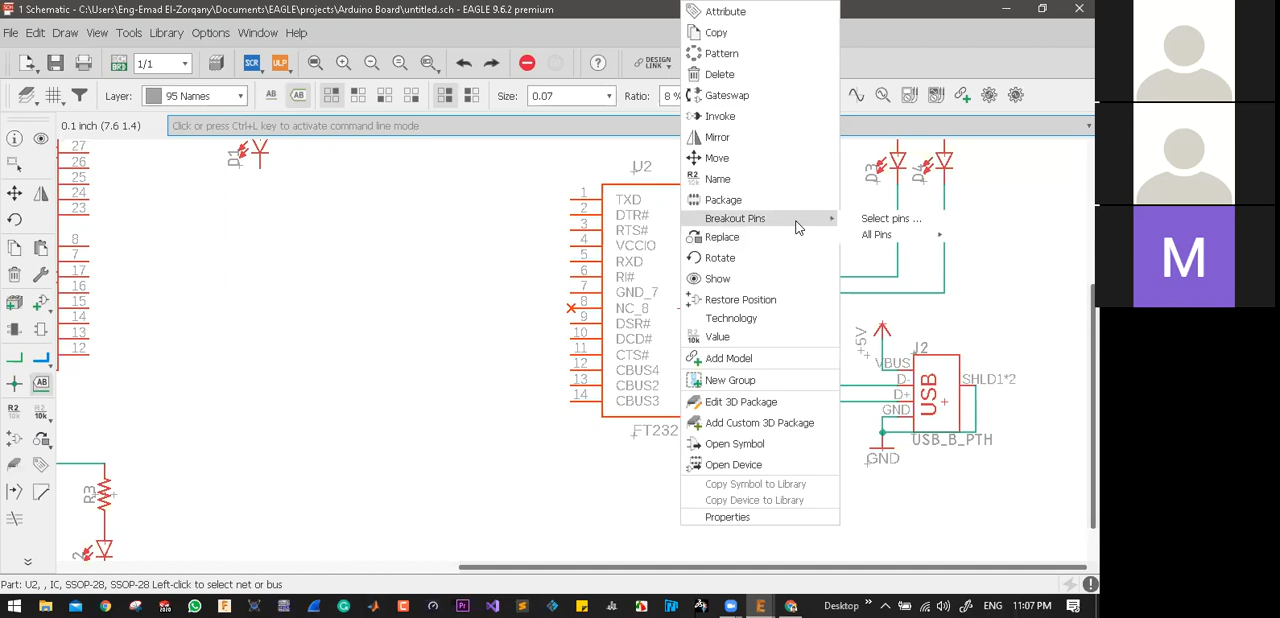 1 Schematic - C:\Users\Eng-Emad El-Zorqany\Documents\EAGLE\projects\Arduino Board\untitled.sch - EAGLE 9.6.2 premium
File Edit Draw View Tools Library Options Window Help
SCH BRD 1/1 SCR ULP DESIGN LINK
Layer: 95 Names Size: 0.07 Ratio: 8 %
0.1 inch (7.6 1.4) Click or press Ctrl+L key to activate command line mode
Attribute
Copy
Pattern
Delete
Gateswap
Invoke
Mirror
Move
Name
Package
Breakout Pins
Replace
Rotate
Show
Restore Position
Technology
Value
Add Model
New Group
Edit 3D Package
Add Custom 3D Package
Open Symbol
Open Device
Copy Symbol to Library
Copy Device to Library
Properties
Select pins ...
All Pins
27
26
25
24
23
8
7
17
16
15
14
13
12
D1
R3
2
U2
1 TXD
2 DTR#
3 RTS#
4 VCCIO
5 RXD
6 RI#
7 GND_7
8 NC_8
9 DSR#
10 DCD#
11 CTS#
12 CBUS4
13 CBUS2
14 CBUS3
FT232
D3 D4
+5V
J2
VBUS
D-
D+
GND
USB
SHLD1*2
USB_B_PTH
GND
M
Part: U2, , IC, SSOP-28, SSOP-28 Left-click to select net or bus
Desktop ENG 11:07 PM